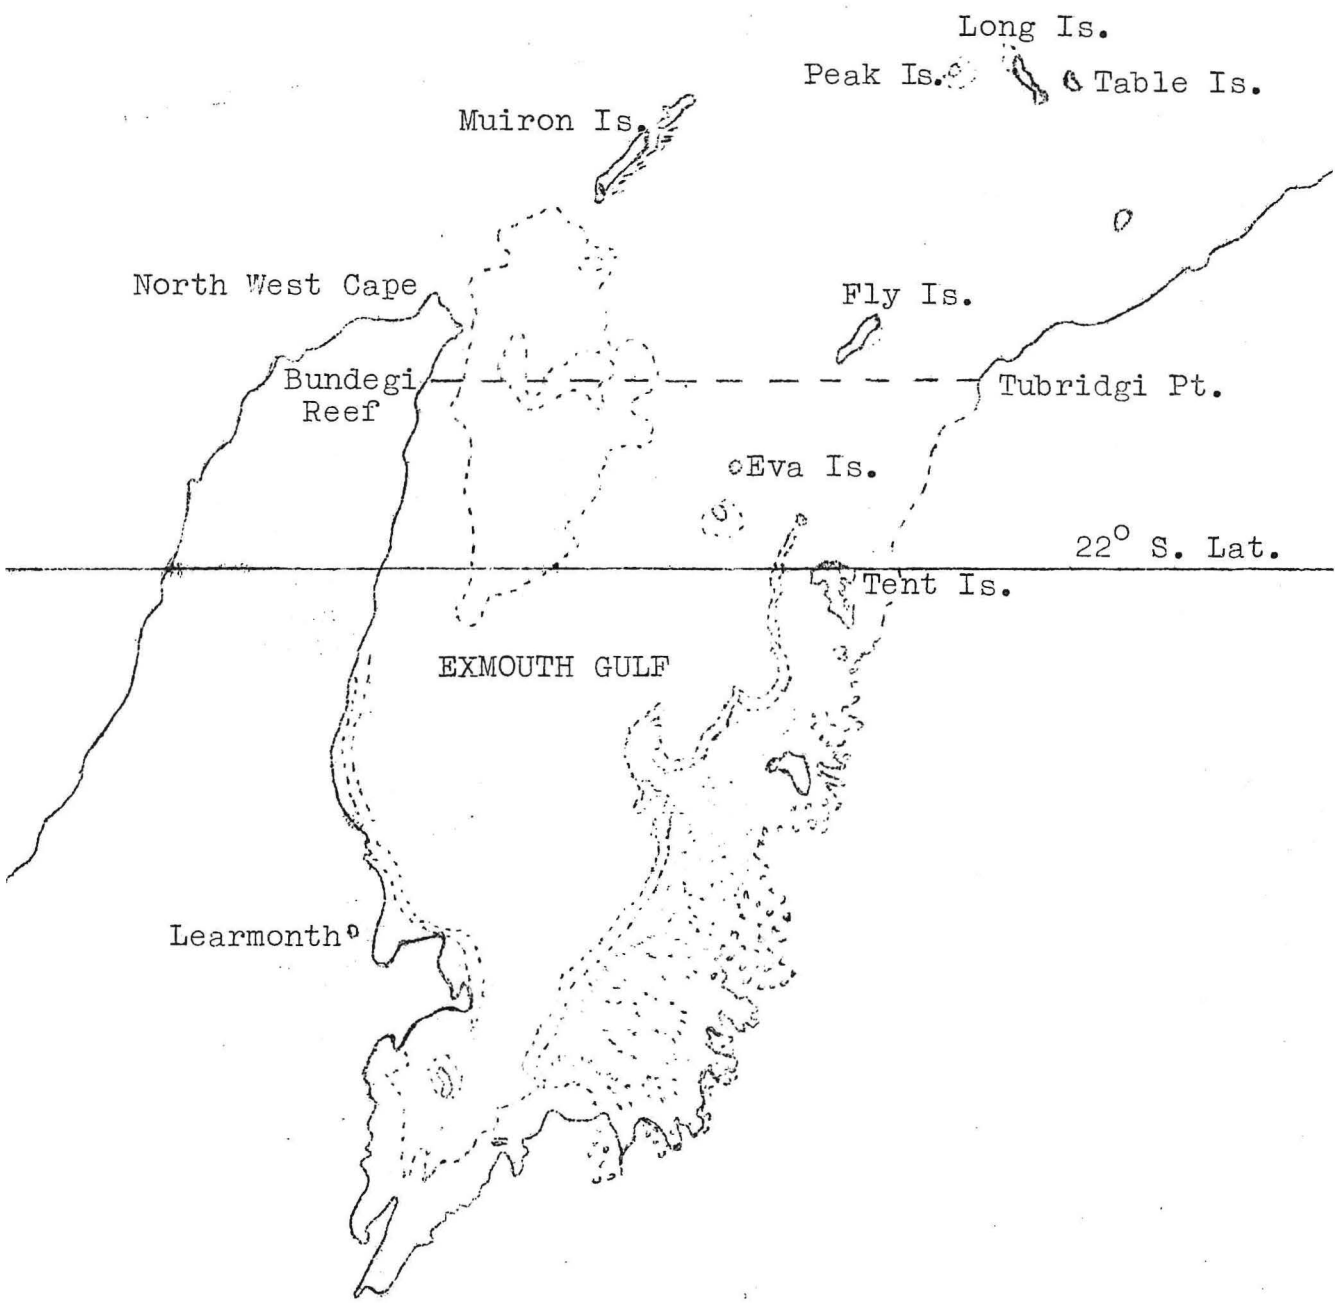 Long Is.
Peak Is.
Table Is.
Muiron Is.
North West Cape
Fly Is.
Bundegi
Reef
Tubridgi Pt.
Eva Is.
22° S. Lat.
Tent Is.
EXMOUTH GULF
Learmonth